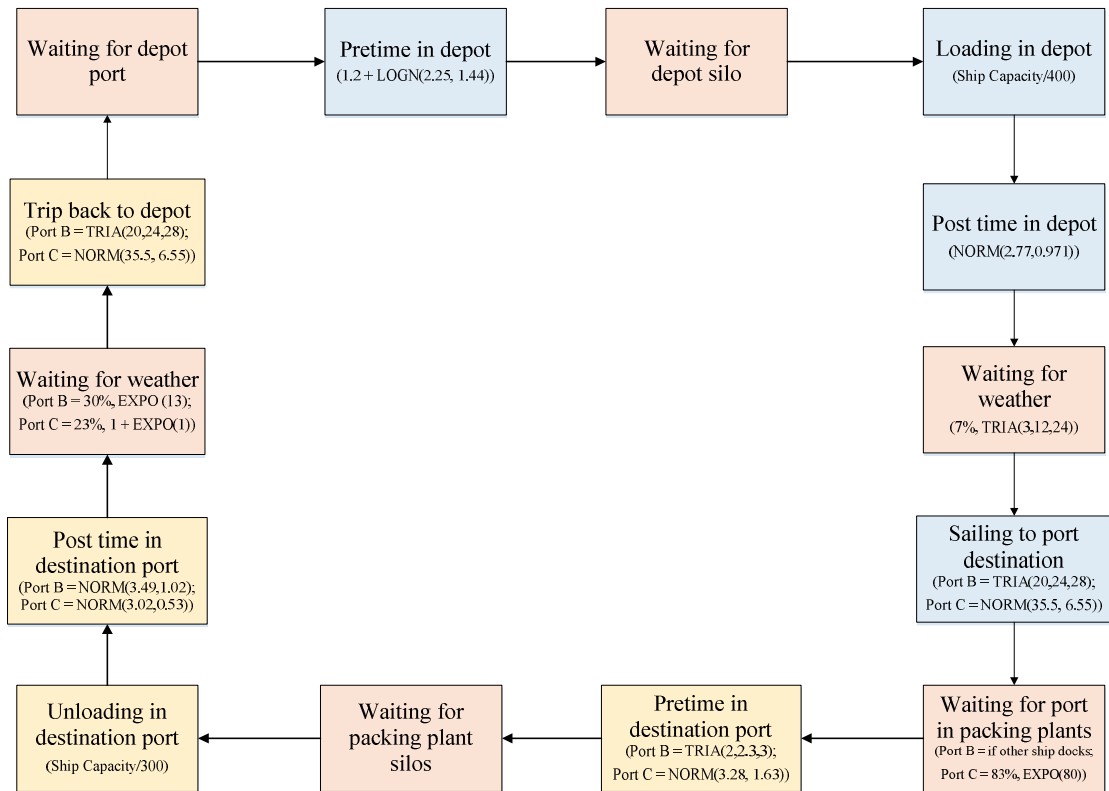 Waiting for depot
port
Pretime in depot
(1.2 + LOGN(2.25, 1.44))
Waiting for
depot silo
Loading in depot
(Ship Capacity/400)
Post time in depot
(NORM(2.77,0.971))
Waiting for
weather
(7%, TRIA(3,12,24))
Sailing to port
destination
(Port B = TRIA(20,24,28);
Port C = NORM(35.5, 6.55))
Waiting for port
in packing plants
(Port B = if other ship docks;
Port C = 83%, EXPO(80))
Pretime in
destination port
(Port B = TRIA(2,2.3,3);
Port C = NORM(3.28, 1.63))
Waiting for
packing plant
silos
Unloading in
destination port
(Ship Capacity/300)
Post time in
destination port
(Port B = NORM(3.49,1.02);
Port C = NORM(3.02,0.53))
Waiting for weather
(Port B = 30%, EXPO (13);
Port C = 23%, 1 + EXPO(1))
Trip back to depot
(Port B = TRIA(20,24,28);
Port C = NORM(35.5, 6.55))